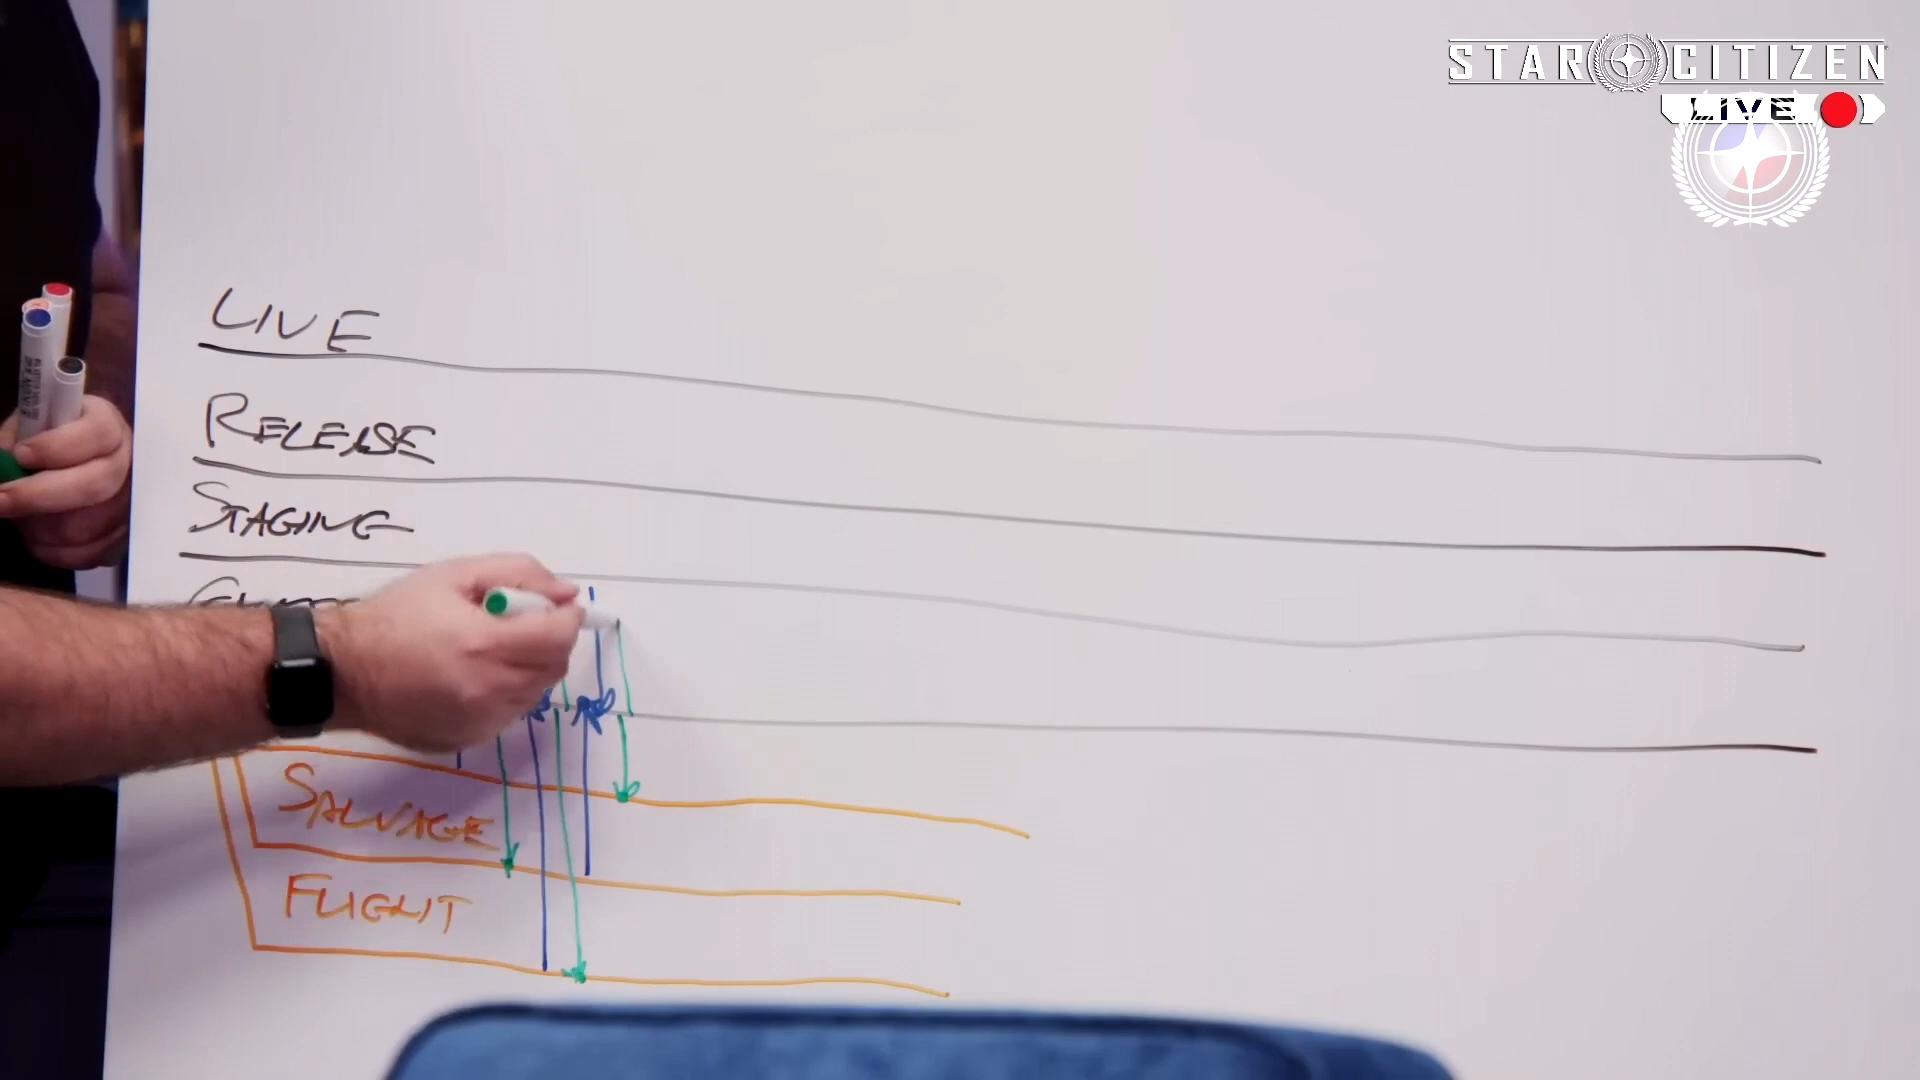 STAR CITIZEN
LIVE
LIVE
RELEASE
STAGING
SALVAGE
FLIGHT